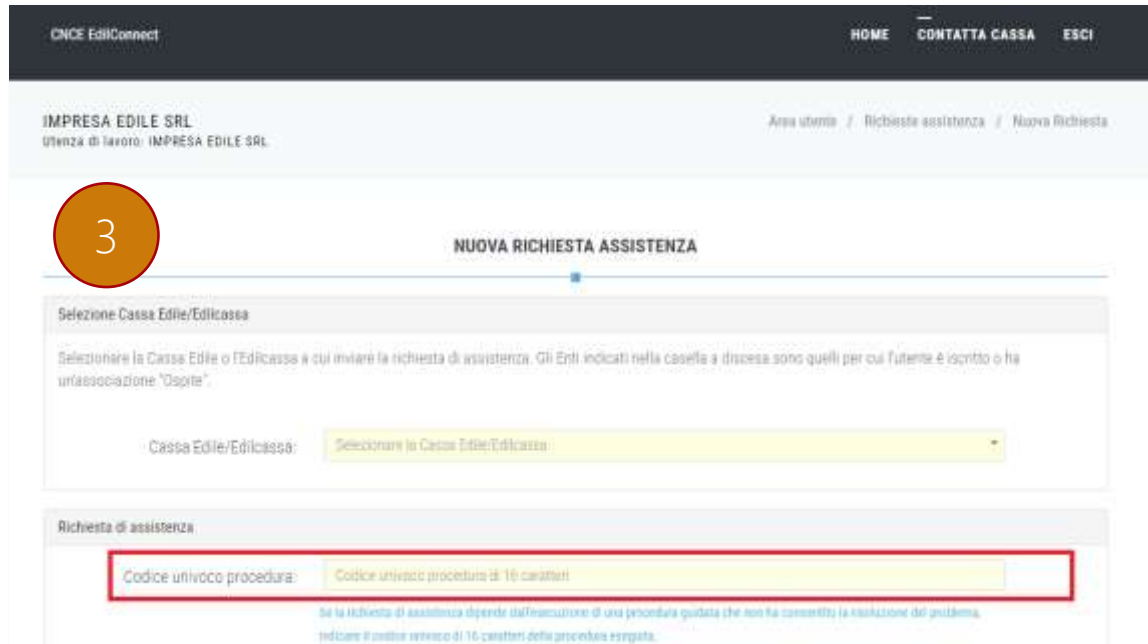 CNCE EdilConnect
HOME CONTATTA CASSA ESCI
IMPRESA EDILE SRL
Utenza di lavoro: IMPRESA EDILE SRL
Area utente / Richieste assistenza / Nuova Richiesta
3
NUOVA RICHIESTA ASSISTENZA
Selezione Cassa Edile/Edilcassa
Selezionare la Cassa Edile o l'Edilcassa a cui inviare la richiesta di assistenza. Gli Enti indicati nella casella a discesa sono quelli per cui l'utente è iscritto o ha
un'associazione "Ospite".
Cassa Edile/Edilcassa:
Selezionare la Cassa Edile/Edilcassa
Richiesta di assistenza
Codice univoco procedura:
Codice univoco procedura di 16 caratteri
Se la richiesta di assistenza dipende dall'esecuzione di una procedura guidata che non ha consentito la risoluzione del problema,
indicare il codice univoco di 16 caratteri della procedura eseguita.